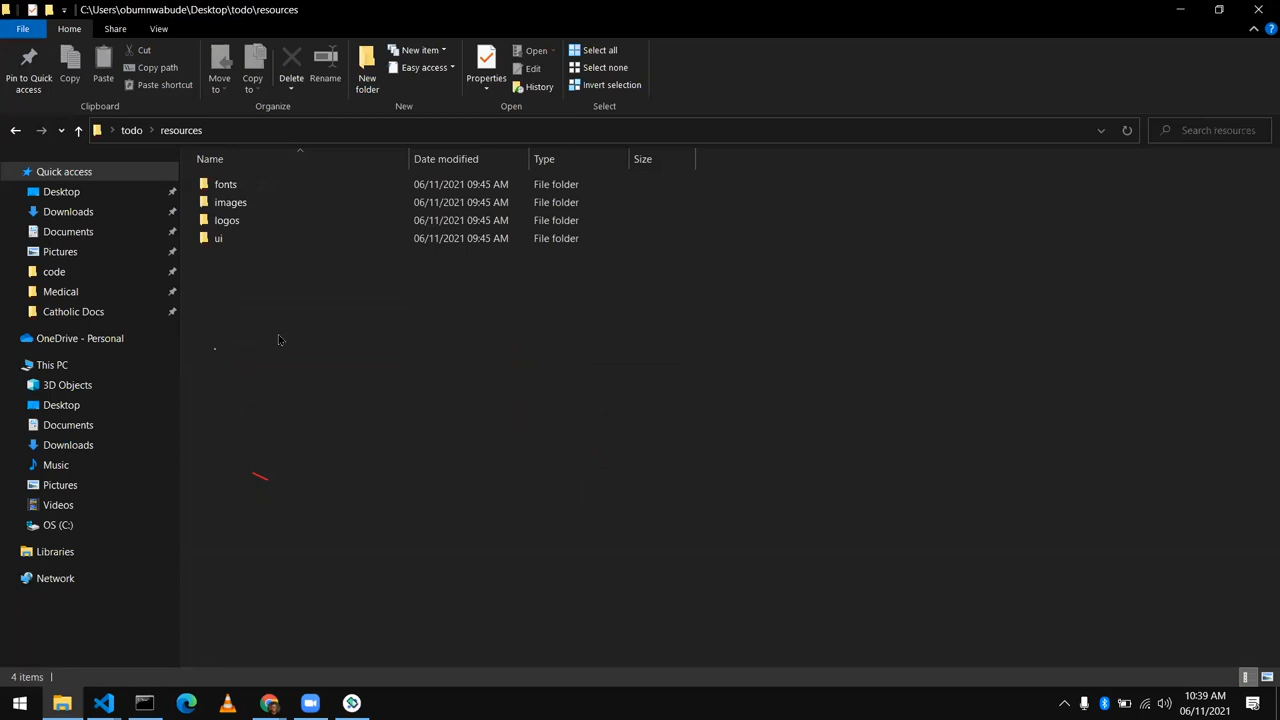 C:\Users\obumnwabude\Desktop\todo\resources
File
Home
Share
View
Pin to Quick access
Copy
Paste
Cut
Copy path
Paste shortcut
Clipboard
Move to
Copy to
Delete
Rename
Organize
New folder
New item
Easy access
New
Properties
Open
Edit
History
Open
Select all
Select none
Invert selection
Select
todo
resources
Search resources
Quick access
Desktop
Downloads
Documents
Pictures
code
Medical
Catholic Docs
OneDrive - Personal
This PC
3D Objects
Desktop
Documents
Downloads
Music
Pictures
Videos
OS (C:)
Libraries
Network
Name Date modified Type Size
fonts 06/11/2021 09:45 AM File folder
images 06/11/2021 09:45 AM File folder
logos 06/11/2021 09:45 AM File folder
ui 06/11/2021 09:45 AM File folder
4 items
10:39 AM
06/11/2021